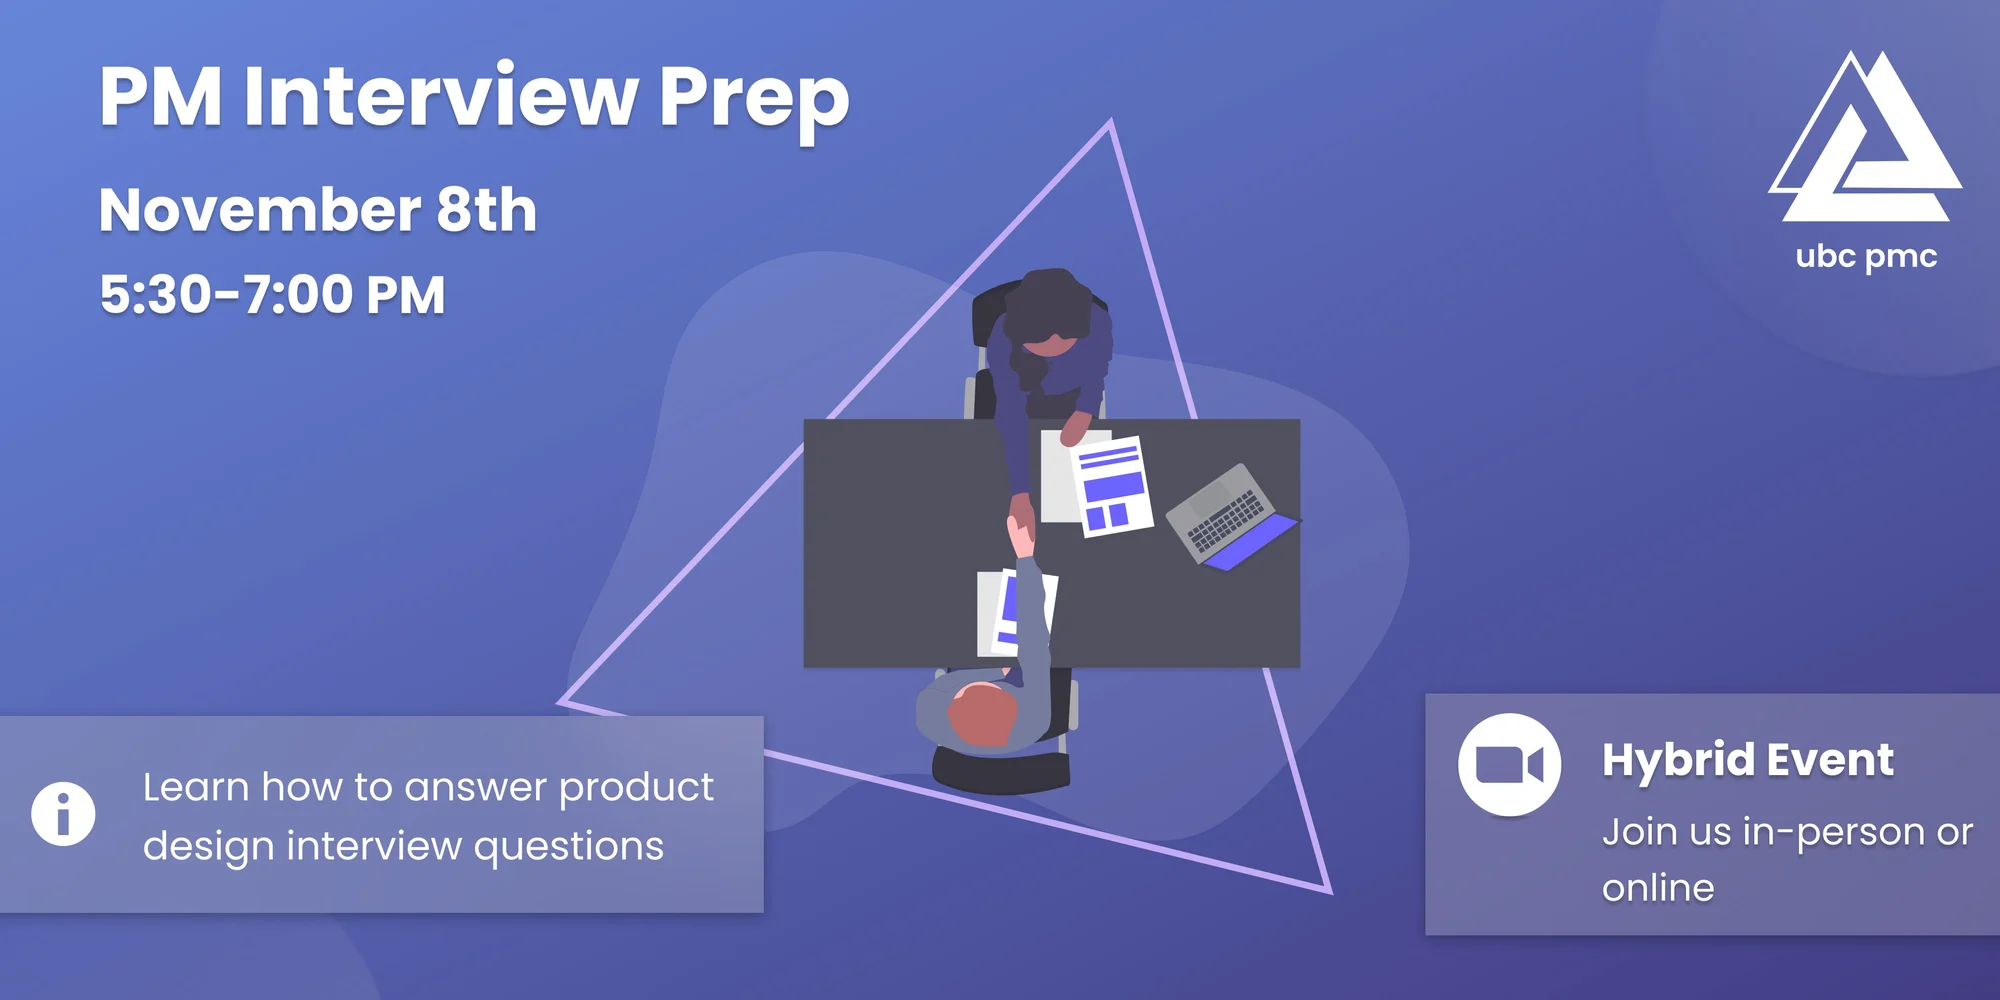 PM Interview Prep
November 8th
5:30-7:00 PM
ubc pmc
Learn how to answer product
design interview questions
Hybrid Event
Join us in-person or
online